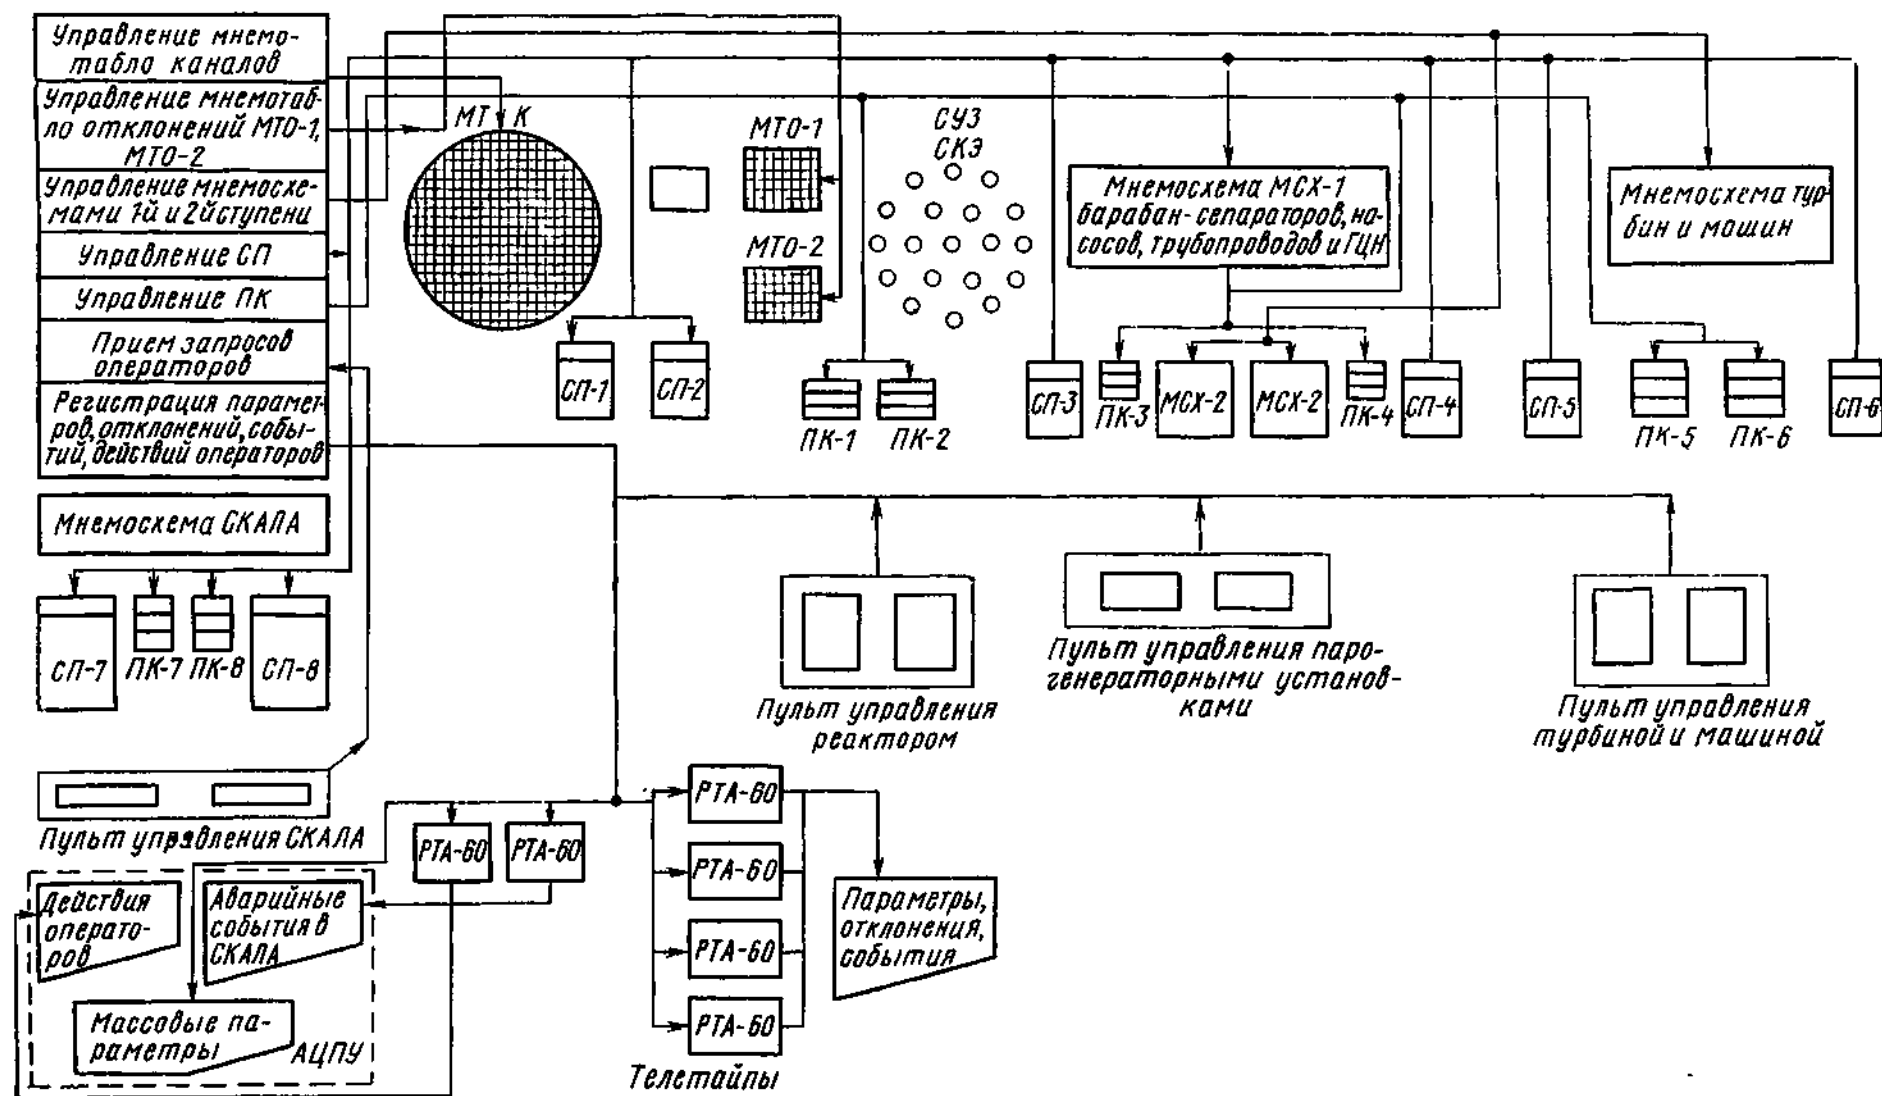 Управление мнемо-
табло каналов
Управление мнемотаб-
ло отклонений МТО-1,
МТО-2
Управление мнемосхе-
мами 1й и 2й ступени
Управление СП
Управление ПК
Прием запросов
операторов
Регистрация парамет-
ров, отклонений, собы-
тий, действий операторов
Мнемосхема СКАЛА
СП-7
ПК-7
ПК-8
СП-8
Пульт управления СКАЛА
МТК
СП-1
СП-2
МТО-1
МТО-2
СУЗ
СКЭ
ПК-1
ПК-2
Мнемосхема МСХ-1
барабан-сепараторов, на-
сосов, трубопроводов и ГЦН
СП-3
ПК-3
МСХ-2
МСХ-2
ПК-4
СП-4
СП-5
Мнемосхема тур-
бин и машин
ПК-5
ПК-6
СП-6
Пульт управления
реактором
Пульт управления паро-
генераторными установ-
ками
Пульт управления
турбиной и машиной
РТА-60
РТА-60
Действия
операто-
ров
Аварийные
события в
СКАЛА
Массовые па-
раметры
АЦПУ
РТА-60
РТА-60
РТА-60
РТА-60
Телетайпы
Параметры,
отклонения,
события